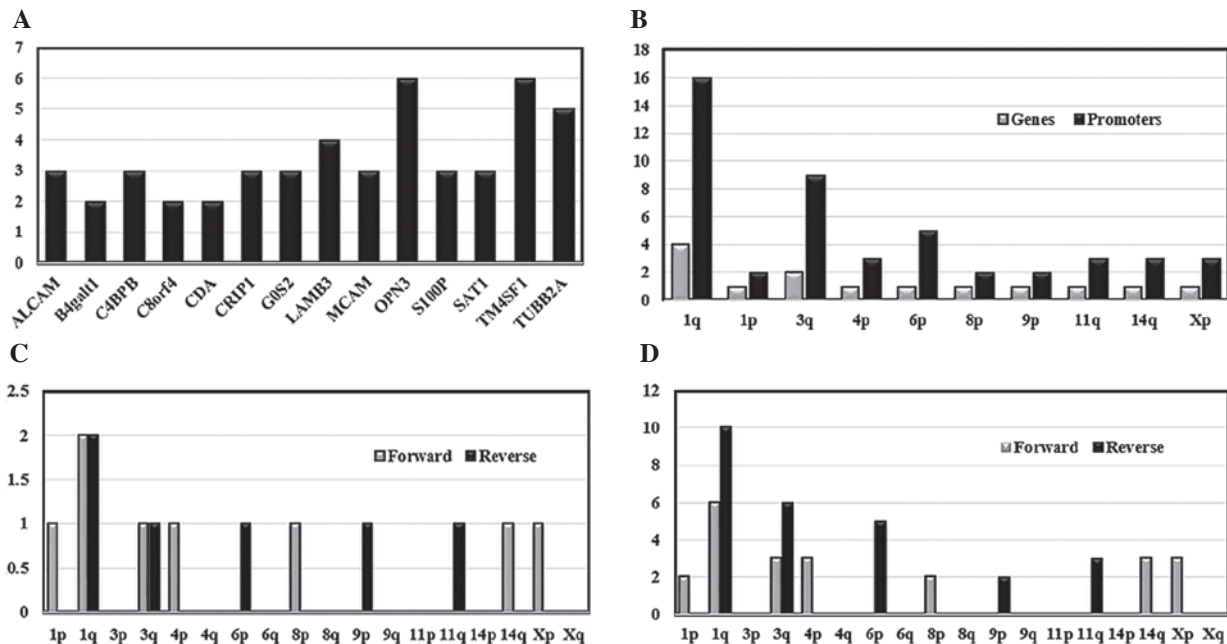 A
7
6
5
4
3
2
1
0
ALCAM
B4galt1
C4BPB
C8orf4
CDA
CRIP1
G0S2
LAMB3
MCAM
OPN3
S100P
SAT1
TM4SF1
TUBB2A
B
18
16
14
12
10
8
6
4
2
0
Genes Promoters
1q 1p 3q 4p 6p 8p 9p 11q 14q Xp
C
2.5
2
1.5
1
0.5
0
Forward Reverse
1p 1q 3p 3q 4p 4q 6p 6q 8p 8q 9p 9q 11p 11q 14p 14q Xp Xq
D
12
10
8
6
4
2
0
Forward Reverse
1p 1q 3p 3q 4p 4q 6p 6q 8p 8q 9p 9q 11p 11q 14p 14q Xp Xq